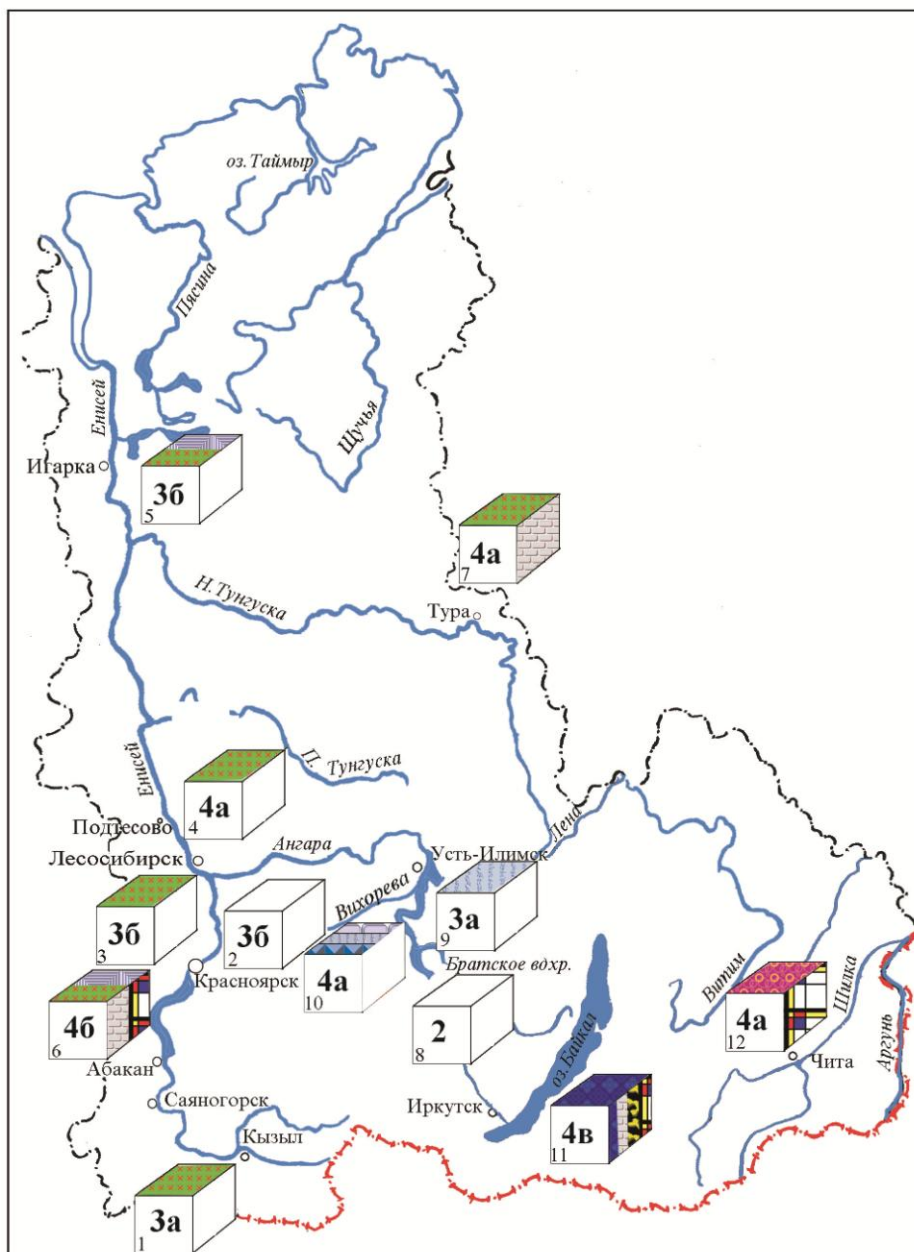 оз. Таймыр
Пясина
Енисей
Щучья
Игарка
3б
5
4а
7
Н. Тунгуска
Тура
Енисей
П. Тунгуска
4а
4
Подтесово
Ангара
Лена
Лесосибирск
Усть-Илимск
Вихорева
3б
3
3б
2
3а
9
Красноярск
4а
10
Братское вдхр.
Витим
4б
6
2
8
4а
12
Шилка
Аргунь
Абакан
оз. Байкал
Чита
Саяногорск
Иркутск
Кызыл
4в
11
3а
1